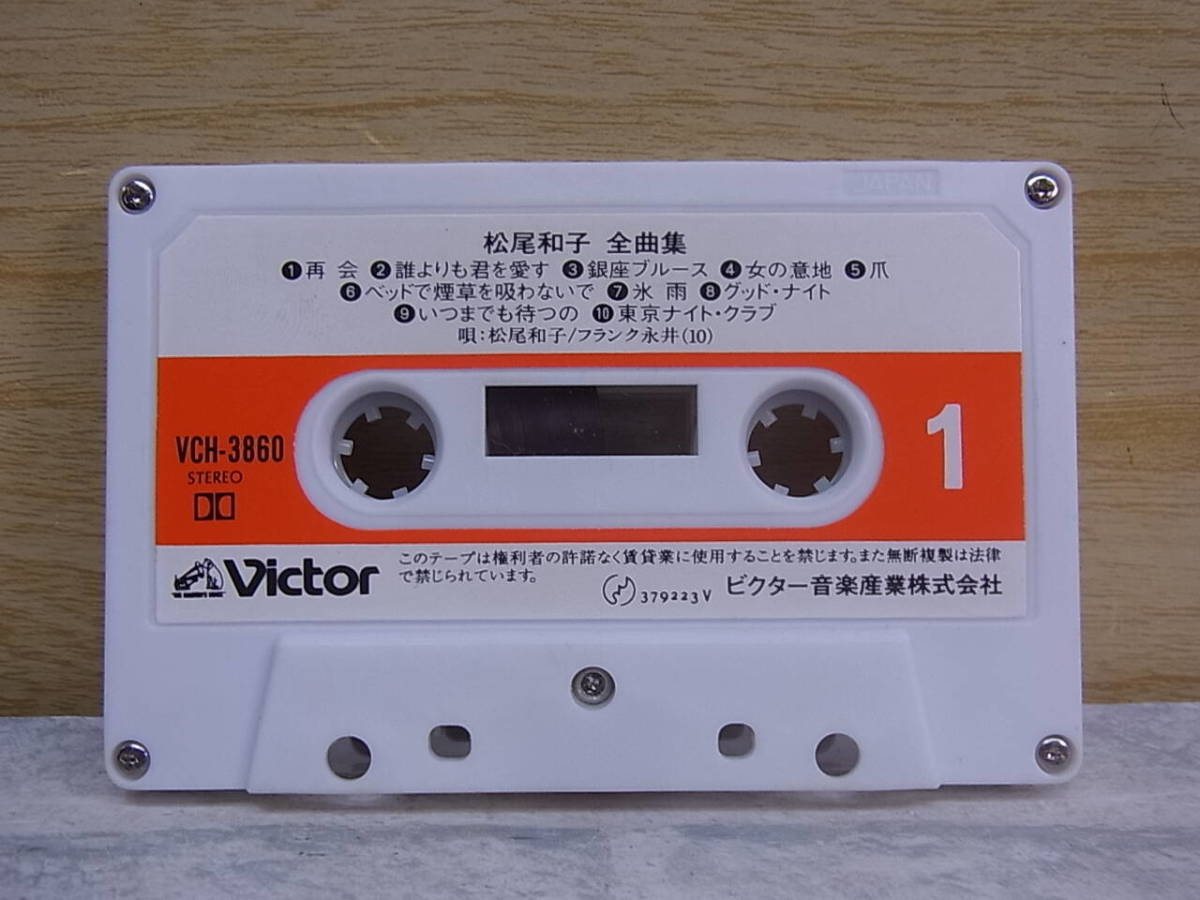 JAPAN
松尾和子 全曲集
❶再 会 ❷誰よりも君を愛す ❸銀座ブルース ❹女の意地 ❺爪
❻ベッドで煙草を吸わないで ❼氷 雨 ❽グッド・ナイト
❾いつまでも待つの ❿東京ナイト・クラブ
唄:松尾和子/フランク永井(10)
VCH-3860
STEREO
1
Victor
"HIS MASTER'S VOICE"
このテープは権利者の許諾なく賃貸業に使用することを禁じます。また無断複製は法律
で禁じられています。
379223V ビクター音楽産業株式会社